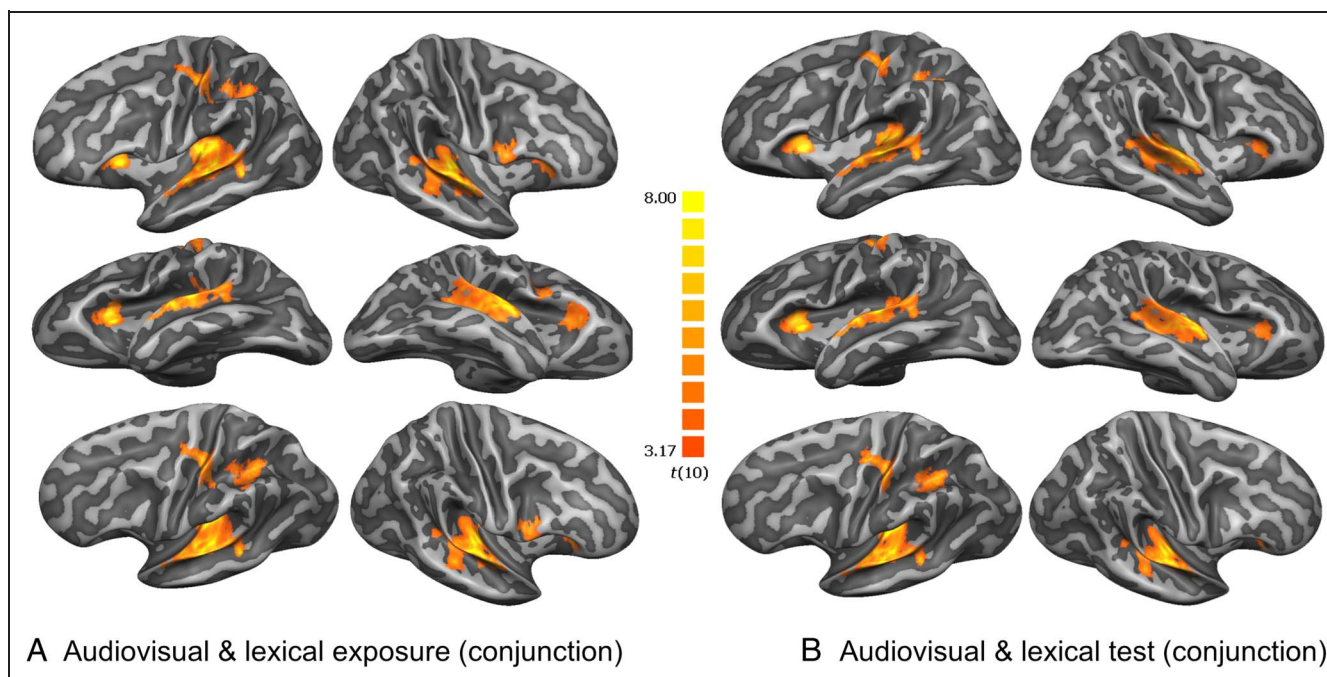 8.00
3.17
t(10)
A Audiovisual & lexical exposure (conjunction)
B Audiovisual & lexical test (conjunction)